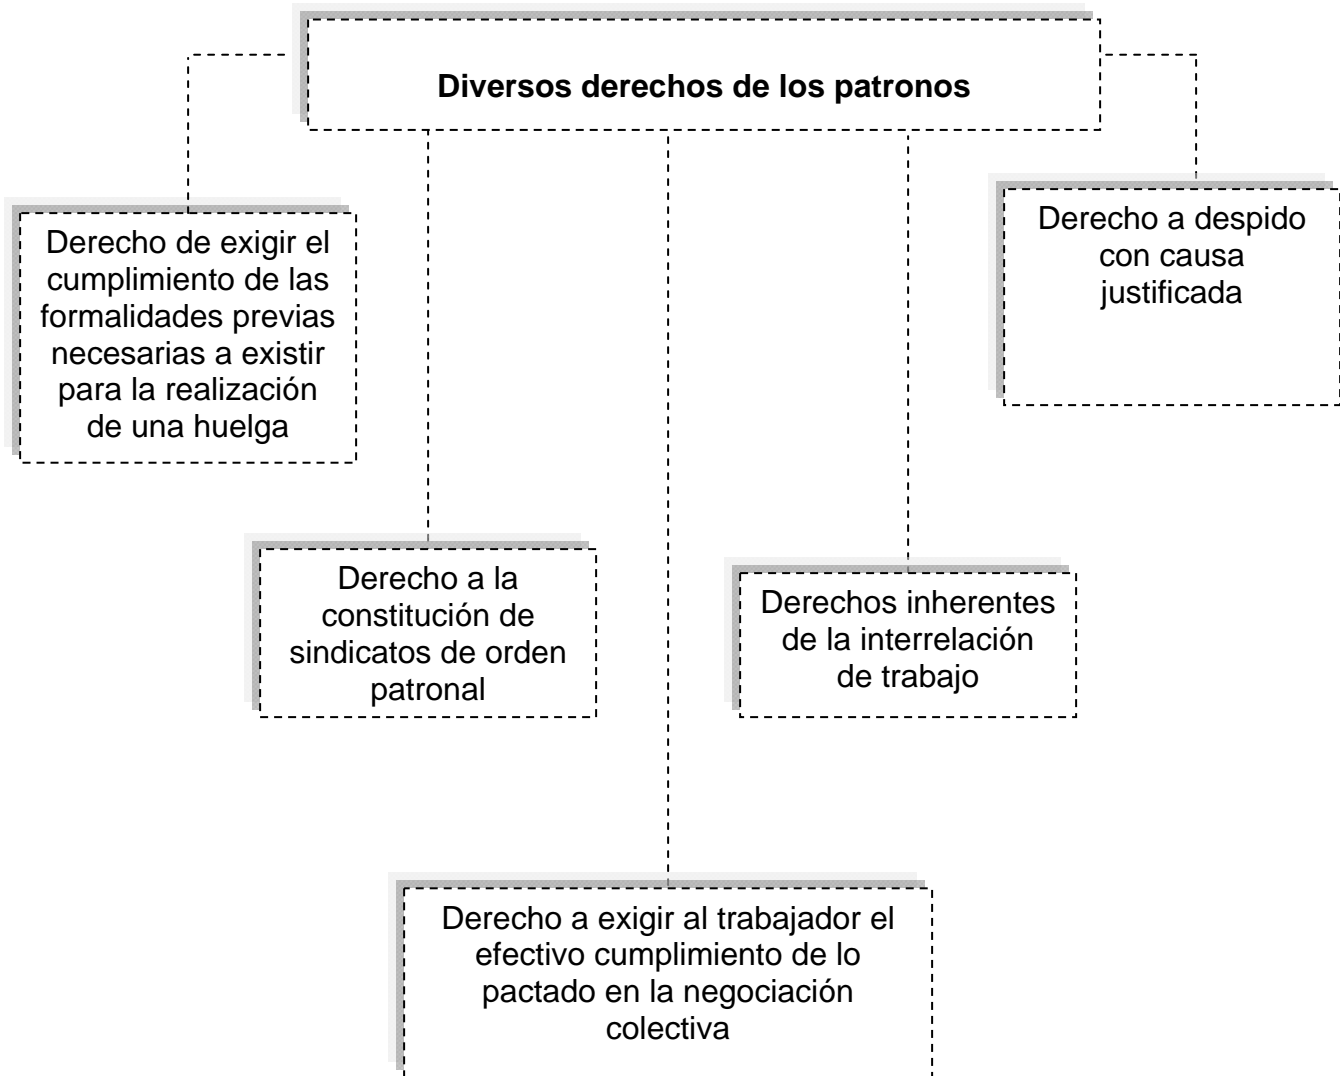 Diversos derechos de los patronos
Derecho de exigir el
cumplimiento de las
formalidades previas
necesarias a existir
para la realización
de una huelga
Derecho a despido
con causa
justificada
Derecho a la
constitución de
sindicatos de orden
patronal
Derechos inherentes
de la interrelación
de trabajo
Derecho a exigir al trabajador el
efectivo cumplimiento de lo
pactado en la negociación
colectiva